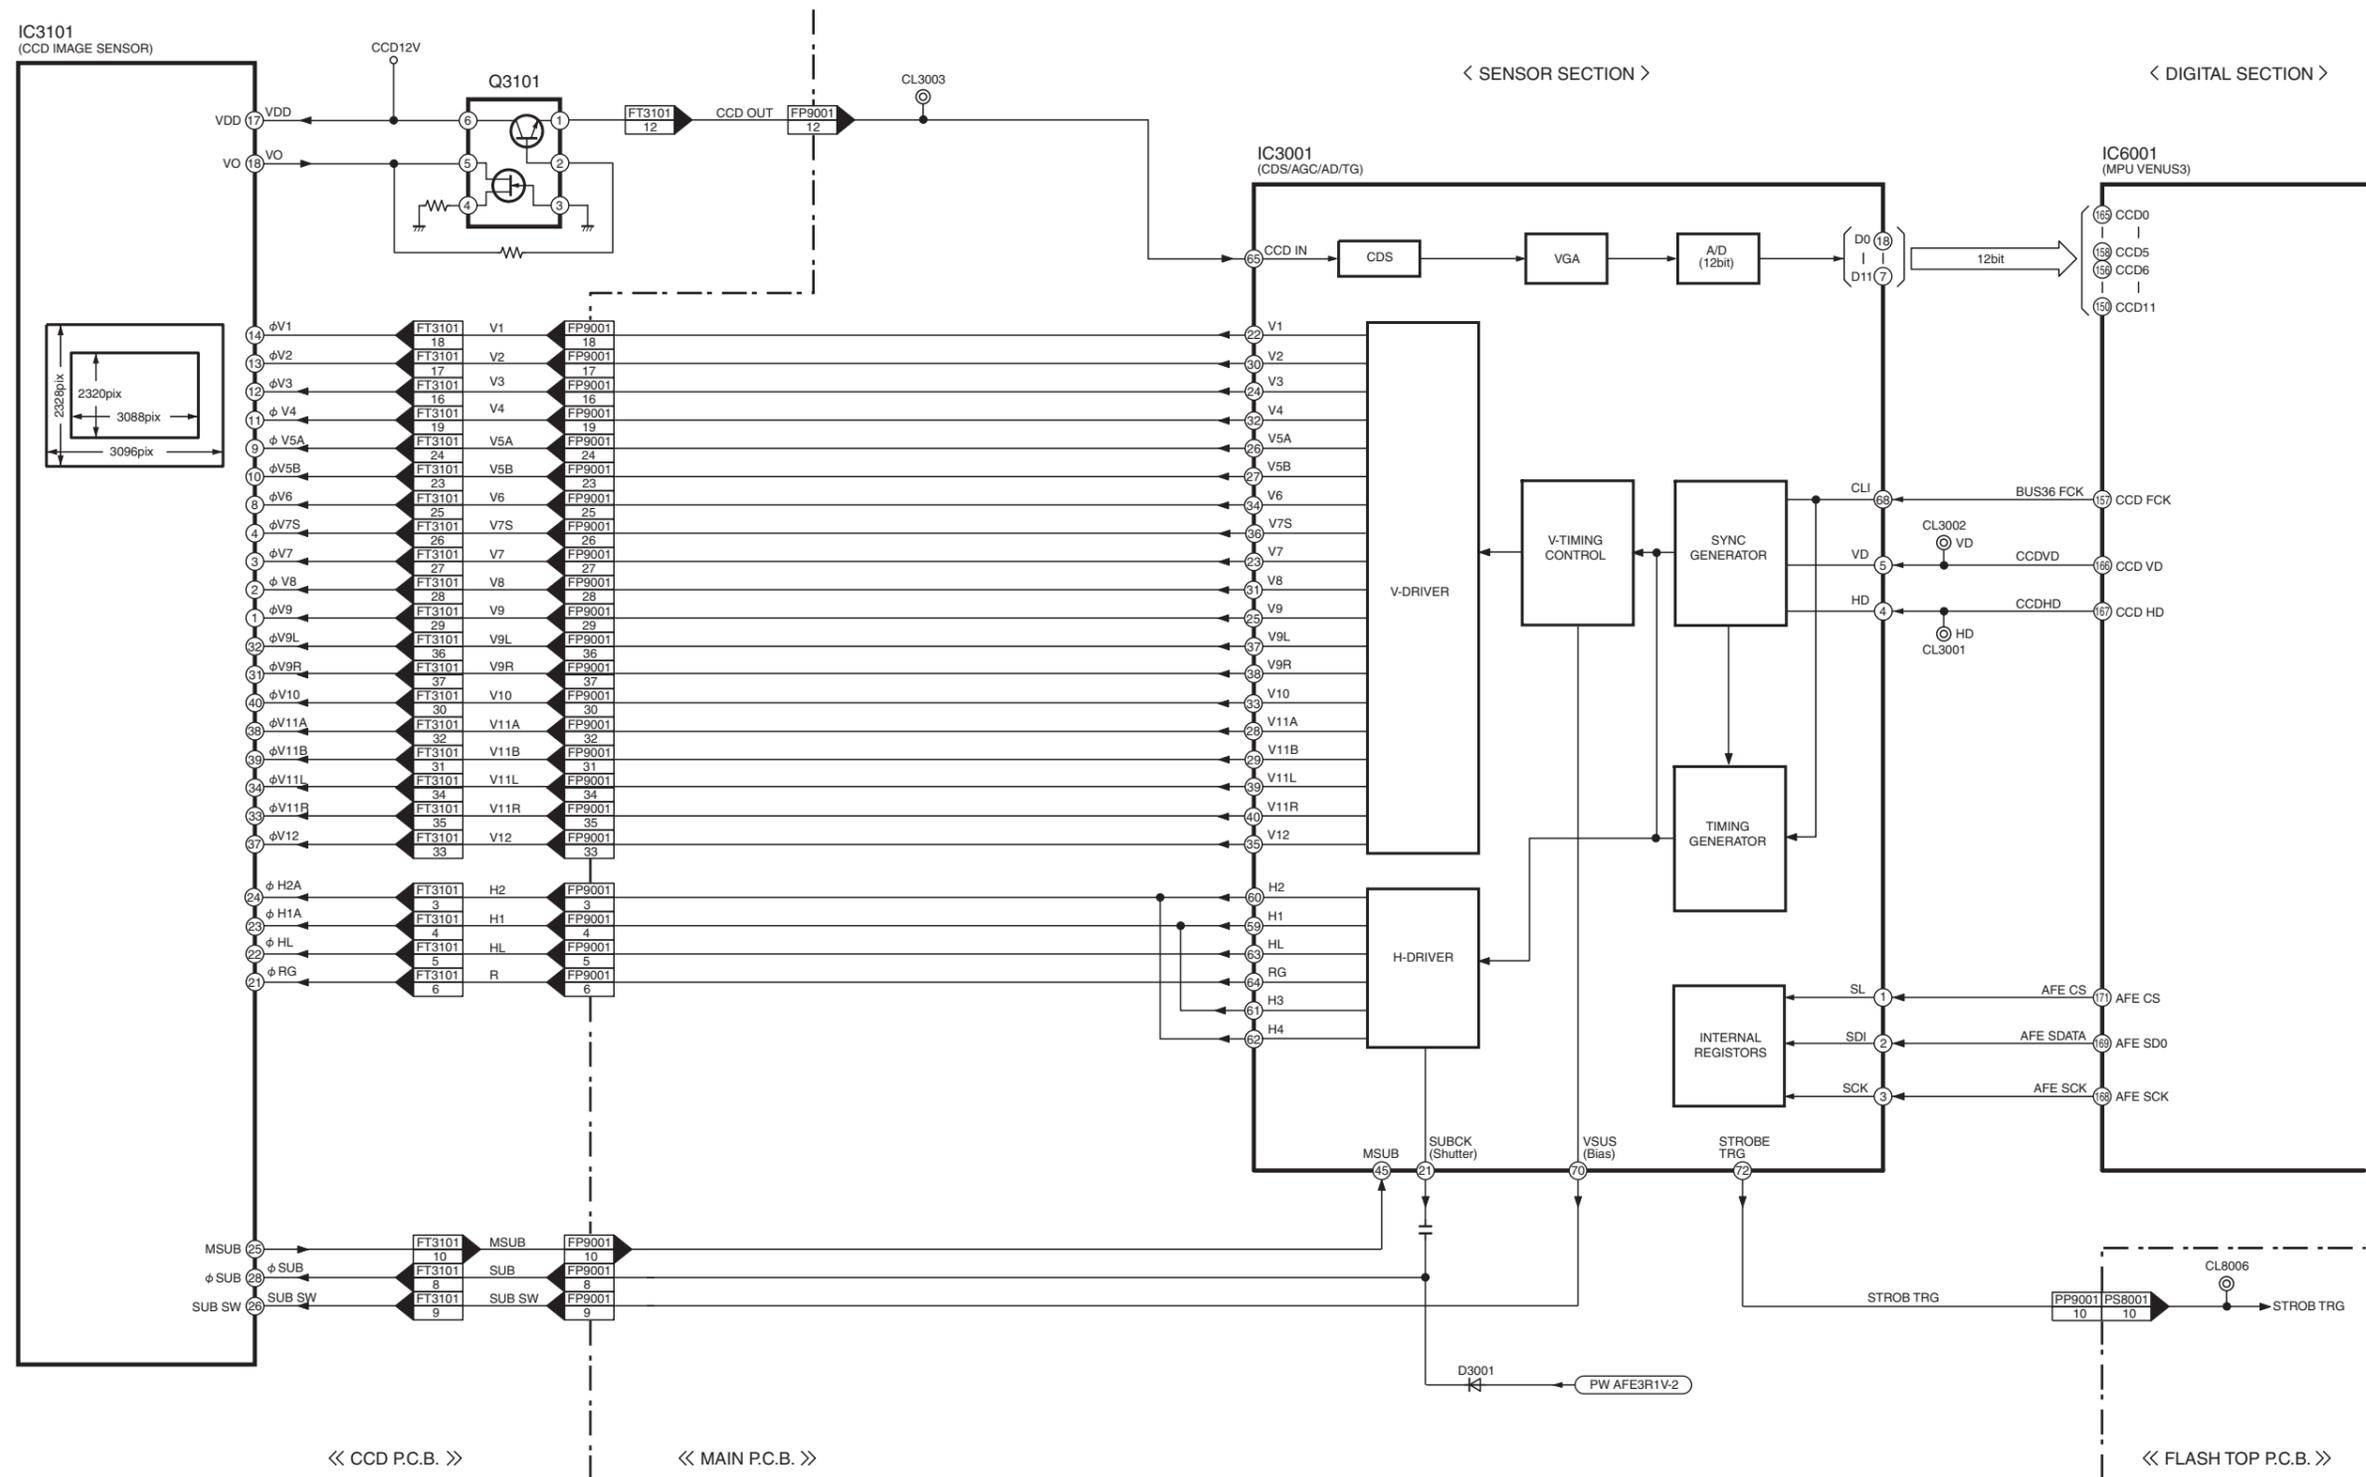 IC3101
(CCD IMAGE SENSOR)
CCD12V
Q3101
CL3003
< SENSOR SECTION >
< DIGITAL SECTION >
VDD 17 VDD
6 1
FT3101
12
CCD OUT
FP9001
12
VO 18 VO
5 2
4 3
IC3001
(CDS/AGC/AD/TG)
IC6001
(MPU VENUS3)
65 CCD IN
CDS
VGA
A/D
(12bit)
D0 18
D11 7
12bit
165 CCD0
158 CCD5
156 CCD6
150 CCD11
2328pix
2320pix
3088pix
3096pix
14 φV1 FT3101 18 V1 FP9001 18 22 V1
13 φV2 FT3101 17 V2 FP9001 17 30 V2
12 φV3 FT3101 16 V3 FP9001 16 24 V3
11 φ V4 FT3101 19 V4 FP9001 19 32 V4
9 φ V5A FT3101 24 V5A FP9001 24 26 V5A
10 φV5B FT3101 23 V5B FP9001 23 27 V5B
8 φV6 FT3101 25 V6 FP9001 25 34 V6
4 φV7S FT3101 26 V7S FP9001 26 36 V7S
3 φV7 FT3101 27 V7 FP9001 27 23 V7
2 φ V8 FT3101 28 V8 FP9001 28 31 V8
1 φV9 FT3101 29 V9 FP9001 29 25 V9
32 φV9L FT3101 36 V9L FP9001 36 37 V9L
31 φV9R FT3101 37 V9R FP9001 37 38 V9R
40 φV10 FT3101 30 V10 FP9001 30 33 V10
38 φV11A FT3101 32 V11A FP9001 32 28 V11A
39 φV11B FT3101 31 V11B FP9001 31 29 V11B
34 φV11L FT3101 34 V11L FP9001 34 39 V11L
33 φV11R FT3101 35 V11R FP9001 35 40 V11R
37 φV12 FT3101 33 V12 FP9001 33 35 V12
V-DRIVER
V-TIMING
CONTROL
SYNC
GENERATOR
TIMING
GENERATOR
CLI 68 BUS36 FCK 157 CCD FCK
CL3002
VD
VD 5 CCDVD 166 CCD VD
HD 4 CCDHD 167 CCD HD
HD
CL3001
24 φ H2A FT3101 3 H2 FP9001 3 60 H2
23 φ H1A FT3101 4 H1 FP9001 4 59 H1
22 φ HL FT3101 5 HL FP9001 5 63 HL
21 φ RG FT3101 6 R FP9001 6 64 RG
61 H3
62 H4
H-DRIVER
INTERNAL
REGISTORS
SL 1 AFE CS 171 AFE CS
SDI 2 AFE SDATA 169 AFE SD0
SCK 3 AFE SCK 168 AFE SCK
MSUB
45
SUBCK
(Shutter)
21
VSUS
(Bias)
70
STROBE
TRG
72
MSUB 25 FT3101 10 MSUB FP9001 10
φ SUB 28 φ SUB FT3101 8 SUB FP9001 8
SUB SW 26 SUB SW FT3101 9 SUB SW FP9001 9
CL8006
STROB TRG
PP9001
10
PS8001
10
STROB TRG
D3001
PW AFE3R1V-2
<< CCD P.C.B. >>
<< MAIN P.C.B. >>
<< FLASH TOP P.C.B. >>